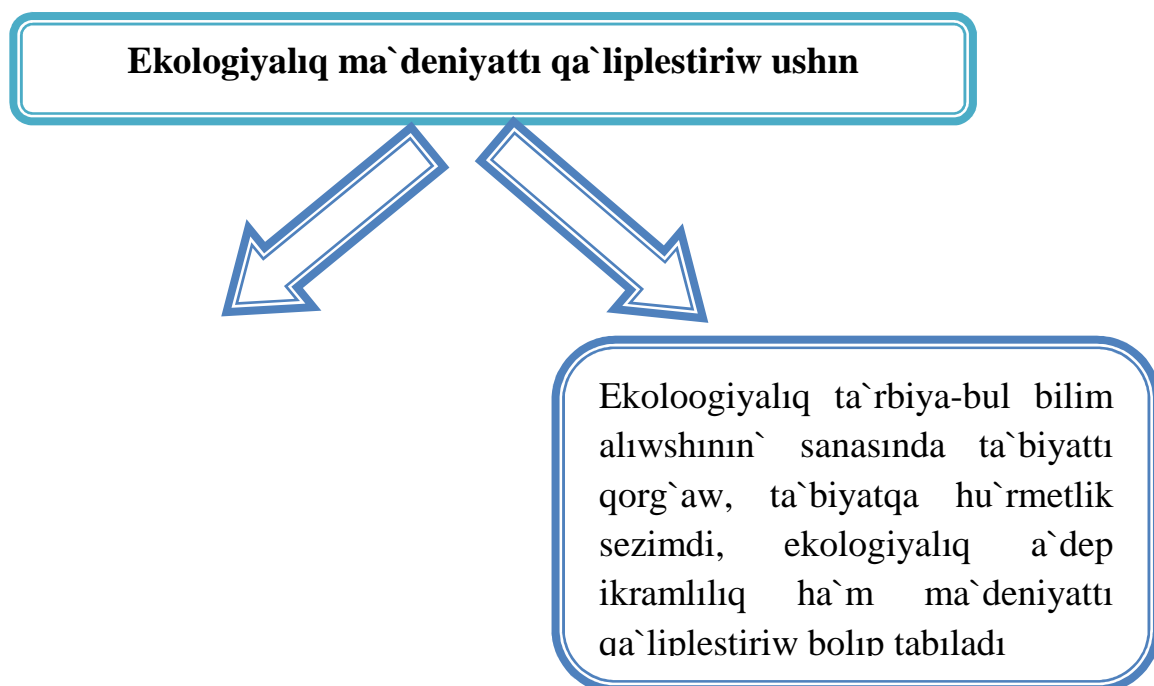 Ekologiyalıq ma`deniyattı qa`liplestiriw ushın
Ekoloogiyalıq ta`rbiya-bul bilim
alıwshının` sanasında ta`biyattı
qorg`aw, ta`biyatqa hu`rmetlik
sezimdi, ekologiyalıq a`dep
ikramlılıq ha`m ma`deniyattı
qa`liplestiriw bolıp tabıladı